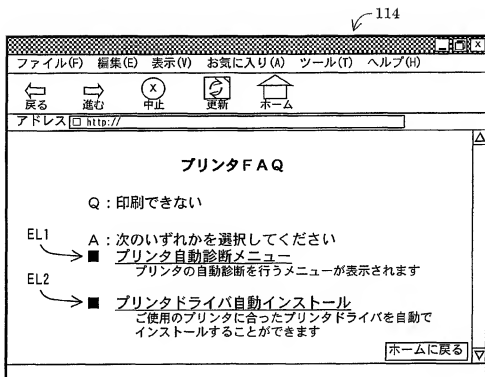 114
ファイル(F) 編集(E) 表示(V) お気に入り(A) ツール(T) ヘルプ(H)
戻る 進む 中止 更新 ホーム
アドレス http://
プリンタFAQ
Q：印刷できない
A：次のいずれかを選択してください
EL1
■ プリンタ自動診断メニュー
プリンタの自動診断を行うメニューが表示されます
EL2
■ プリンタドライバ自動インストール
ご使用のプリンタに合ったプリンタドライバを自動で
インストールすることができます
ホームに戻る